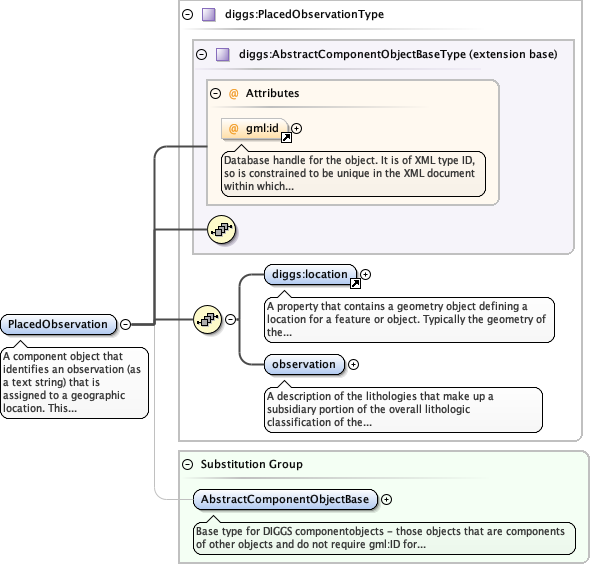 diggs:PlacedObservationType
diggs:AbstractComponentObjectBaseType (extension base)
@ Attributes
@ gml:id
Database handle for the object. It is of XML type ID,
so is constrained to be unique in the XML document
within which...
diggs:location
A property that contains a geometry object defining a
location for a feature or object. Typically the geometry of
the...
PlacedObservation
A component object that
identifies an observation (as
a text string) that is
assigned to a geographic
location. This...
observation
A description of the lithologies that make up a
subsidiary portion of the overall lithologic
classification of the...
Substitution Group
AbstractComponentObjectBase
Base type for DIGGS componentobjects – those objects that are components
of other objects and do not require gml:ID for...